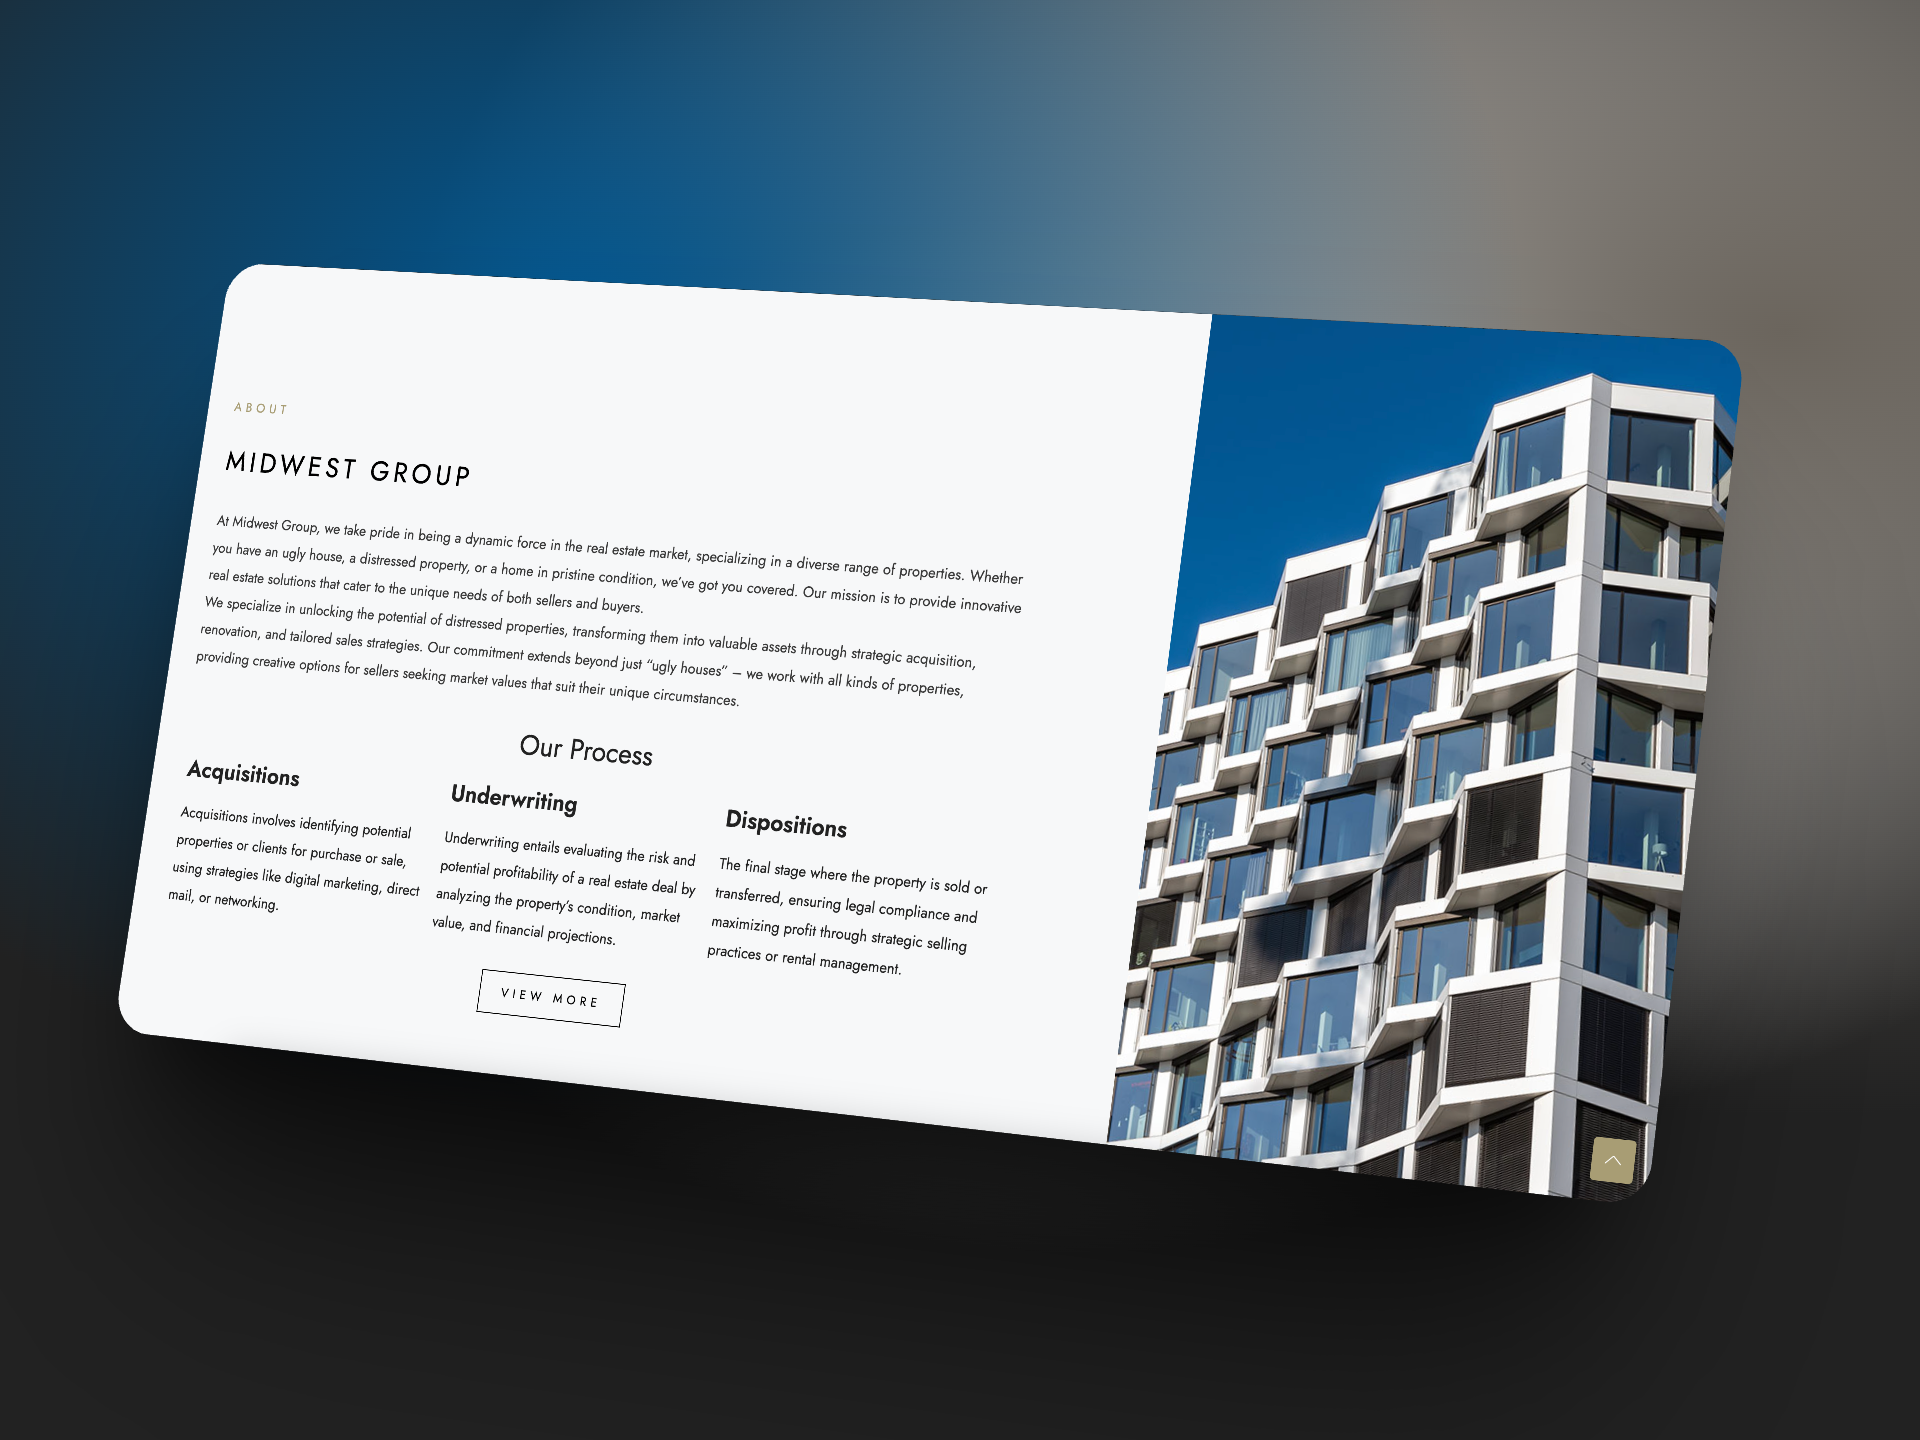 ABOUT
MIDWEST GROUP
At Midwest Group, we take pride in being a dynamic force in the real estate market, specializing in a diverse range of properties. Whether
you have an ugly house, a distressed property, or a home in pristine condition, we've got you covered. Our mission is to provide innovative
real estate solutions that cater to the unique needs of both sellers and buyers.
We specialize in unlocking the potential of distressed properties, transforming them into valuable assets through strategic acquisition,
renovation, and tailored sales strategies. Our commitment extends beyond just “ugly houses” – we work with all kinds of properties,
providing creative options for sellers seeking market values that suit their unique circumstances.
Our Process
Acquisitions
Acquisitions involves identifying potential
properties or clients for purchase or sale,
using strategies like digital marketing, direct
mail, or networking.
Underwriting
Underwriting entails evaluating the risk and
potential profitability of a real estate deal by
analyzing the property's condition, market
value, and financial projections.
Dispositions
The final stage where the property is sold or
transferred, ensuring legal compliance and
maximizing profit through strategic selling
practices or rental management.
VIEW MORE